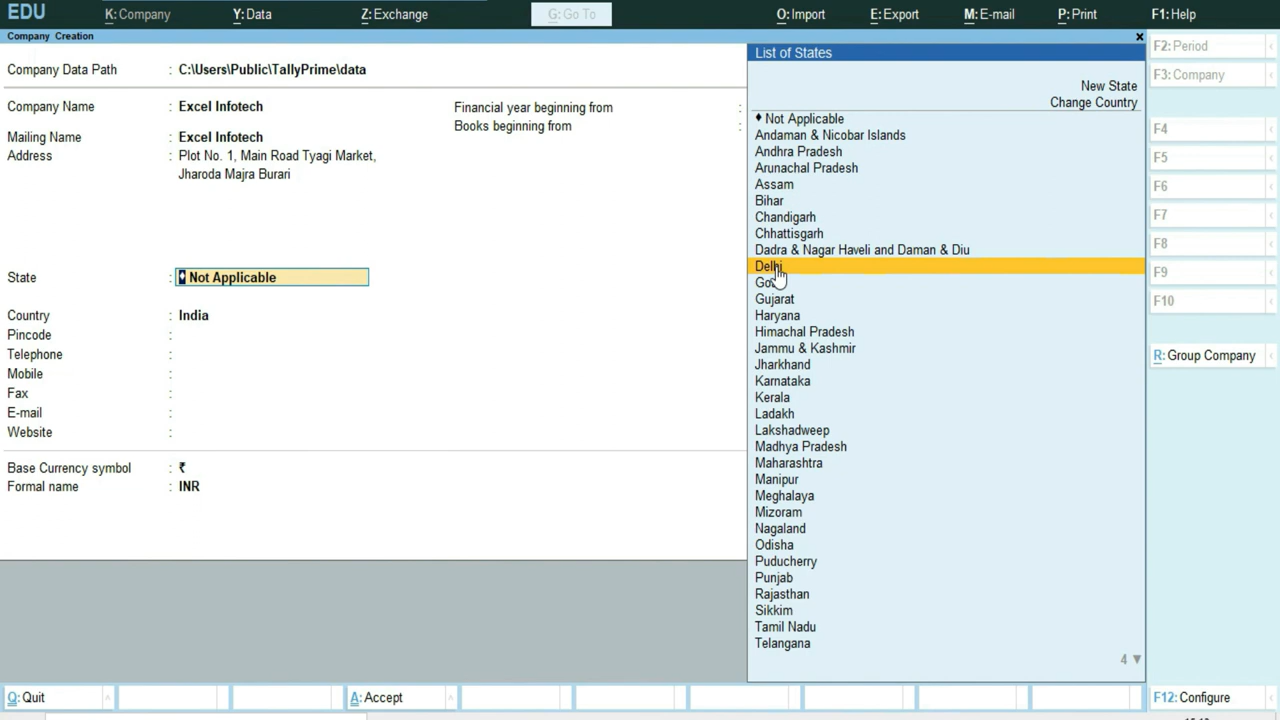 EDU K: Company Y: Data Z: Exchange G: Go To O: Import E: Export M: E-mail P: Print F1: Help
Company Creation
Company Data Path : C:\Users\Public\TallyPrime\data
Company Name : Excel Infotech
Financial year beginning from :
Books beginning from :
Mailing Name : Excel Infotech
Address : Plot No. 1, Main Road Tyagi Market,
Jharoda Majra Burari
State : ♦ Not Applicable
Country : India
Pincode :
Telephone :
Mobile :
Fax :
E-mail :
Website :
Base Currency symbol : ₹
Formal name : INR
List of States
New State
Change Country
♦ Not Applicable
Andaman & Nicobar Islands
Andhra Pradesh
Arunachal Pradesh
Assam
Bihar
Chandigarh
Chhattisgarh
Dadra & Nagar Haveli and Daman & Diu
Delhi
Goa
Gujarat
Haryana
Himachal Pradesh
Jammu & Kashmir
Jharkhand
Karnataka
Kerala
Ladakh
Lakshadweep
Madhya Pradesh
Maharashtra
Manipur
Meghalaya
Mizoram
Nagaland
Odisha
Puducherry
Punjab
Rajasthan
Sikkim
Tamil Nadu
Telangana
4 ▼
F2: Period
F3: Company
F4
F5
F6
F7
F8
F9
F10
R: Group Company
Q: Quit A: Accept F12: Configure